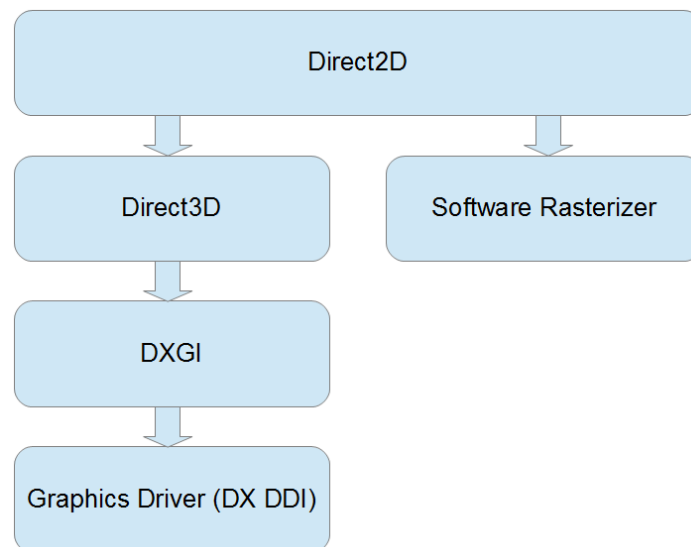 Direct2D
Direct3D
Software Rasterizer
DXGI
Graphics Driver (DX DDI)